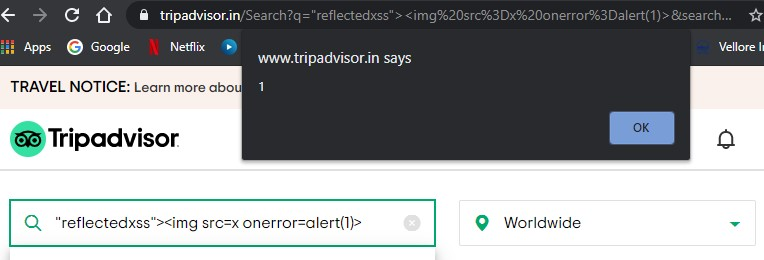 tripadvisor.in/Search?q="reflectedxss"><img%20src%3Dx%20onerror%3Dalert(1)>&search...
Apps Google Netflix
Vellore In
www.tripadvisor.in says
1
OK
TRAVEL NOTICE: Learn more abou
Tripadvisor
"reflectedxss"><img src=x onerror=alert(1)>
Worldwide